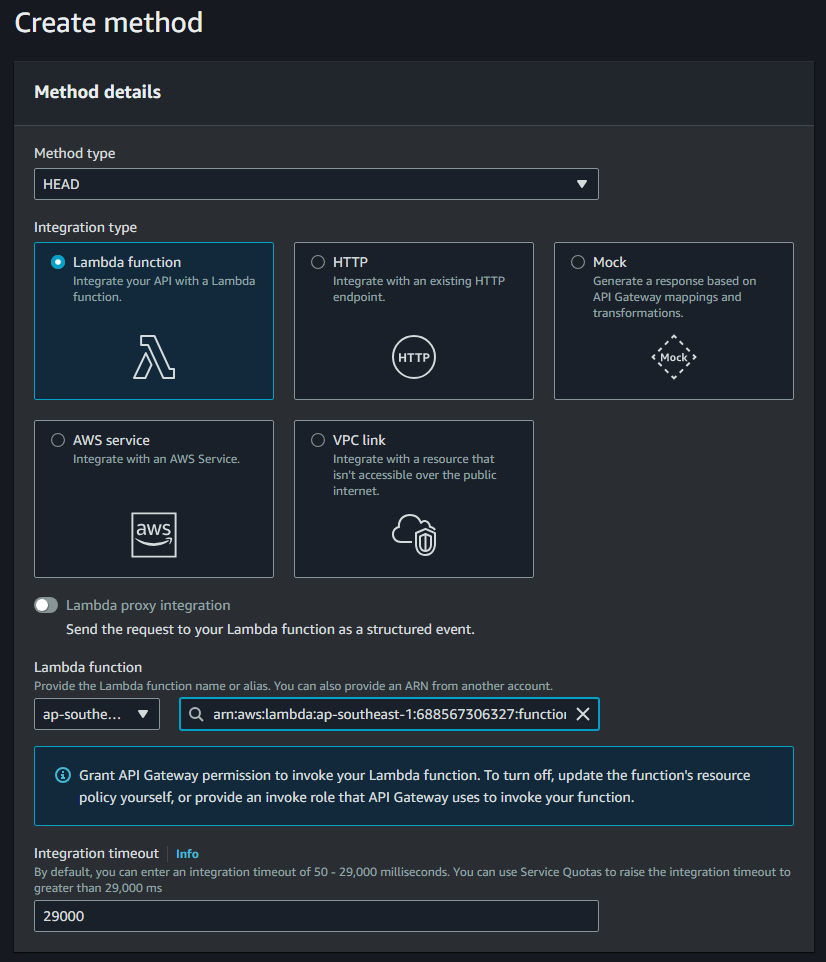 Create method
Method details
Method type
HEAD
Integration type
Lambda function
Integrate your API with a Lambda
function.
HTTP
Integrate with an existing HTTP
endpoint.
HTTP
Mock
Generate a response based on
API Gateway mappings and
transformations.
Mock
AWS service
Integrate with an AWS Service.
aws
VPC link
Integrate with a resource that
isn't accessible over the public
internet.
Lambda proxy integration
Send the request to your Lambda function as a structured event.
Lambda function
Provide the Lambda function name or alias. You can also provide an ARN from another account.
ap-southe...
arn:aws:lambda:ap-southeast-1:688567306327:function
Grant API Gateway permission to invoke your Lambda function. To turn off, update the function's resource
policy yourself, or provide an invoke role that API Gateway uses to invoke your function.
Integration timeout
Info
By default, you can enter an integration timeout of 50 - 29,000 milliseconds. You can use Service Quotas to raise the integration timeout to
greater than 29,000 ms
29000